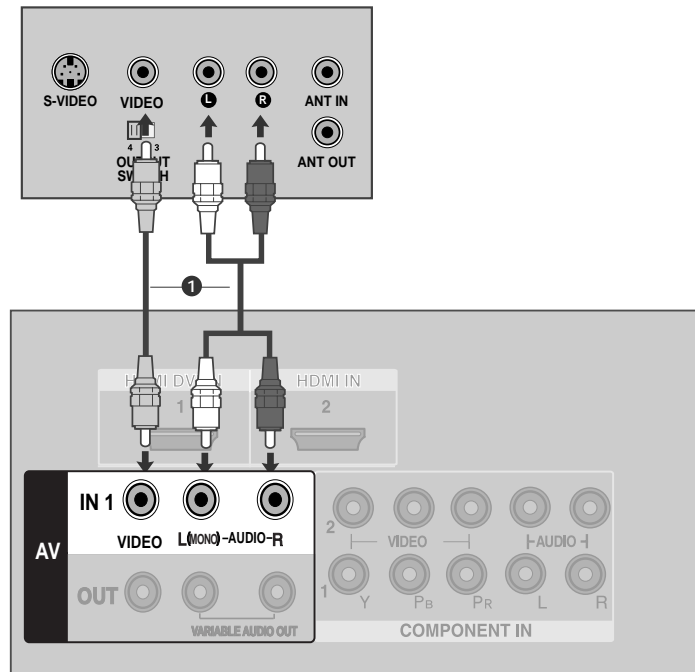 S-VIDEO VIDEO L R ANT IN
4 3
SWITCH ANT OUT
1
HDMI IN
1 2
IN 1
VIDEO L(MONO)-AUDIO-R
AV
2 VIDEO AUDIO
OUT 1 Y PB PR L R
VARIABLE AUDIO OUT COMPONENT IN